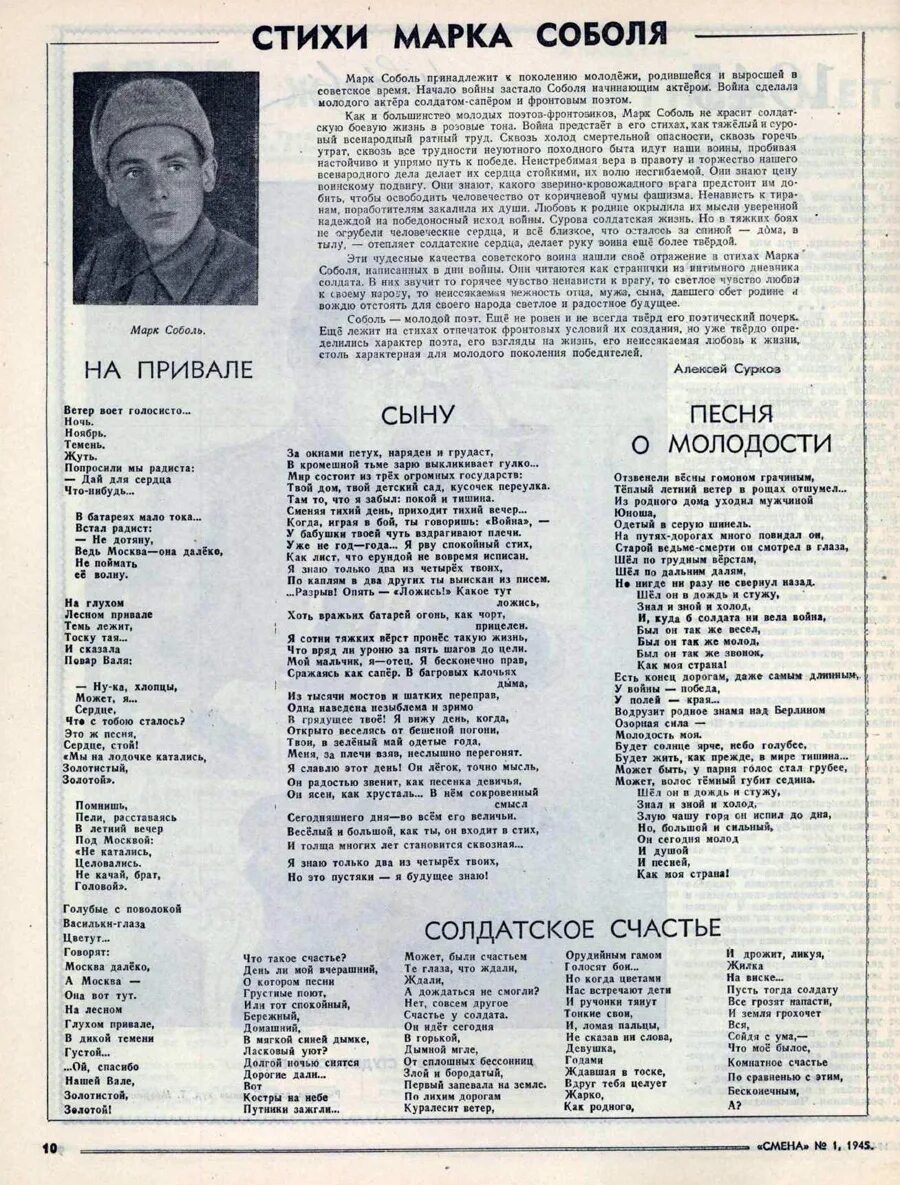 СТИХИ МАРКА СОБОЛЯ
Марк Соболь принадлежит к поколению молодёжи, родившейся и выросшей в
советское время. Начало войны застало Соболя начинающим актёром. Война сделала
молодого актёра солдатом-сапёром и фронтовым поэтом.
Как и большинство молодых поэтов-фронтовиков, Марк Соболь не красит солдат-
скую боевую жизнь в розовые тона. Война предстаёт в его стихах, как тяжёлый и суро-
вый всенародный ратный труд. Сквозь холод смертельной опасности, сквозь горечь
утрат, сквозь все трудности неуютного походного быта идут наши воины, пробивая
настойчиво и упрямо путь к победе. Неистребимая вера в правоту и торжество нашего
всенародного дела делает их сердца стойкими, их волю несгибаемой. Они знают цену
воинскому подвигу. Они знают, какого зверино-кровожадного врага предстоит им до-
бить, чтобы освободить человечество от коричневой чумы фашизма. Ненависть к тира-
нам, поработителям закалила их души. Любовь к родине окрылила их мысли уверенной
надеждой на победоносный исход войны. Сурова солдатская жизнь. Но в тяжких боях
не огрубели человеческие сердца, и всё близкое, что осталось за спиной — дома, в
тылу, — отепляет солдатские сердца, делает руку воина ещё более твёрдой.
Эти чудесные качества советского воина нашли своё отражение в стихах Марка
Соболя, написанных в дни войны. Они читаются как странички из интимного дневника
солдата. В них звучит то горячее чувство ненависти к врагу, то светлое чувство любви
к своему народу, то неиссякаемая нежность отца, мужа, сына, давшего обет родине и
вождю отстоять для своего народа светлое и радостное будущее.
Соболь — молодой поэт. Ещё не ровен и не всегда твёрд его поэтический почерк.
Ещё лежит на стихах отпечаток фронтовых условий их создания, но уже твёрдо опре-
делились характер поэта, его взгляды на жизнь, его неиссякаемая любовь к жизни,
столь характерная для молодого поколения победителей.
Алексей Сурков
Марк Соболь.
НА ПРИВАЛЕ
Ветер воет голосисто...
Ночь.
Ноябрь.
Темень.
Жуть.
Попросили мы радиста:
— Дай для сердца
Что-нибудь...
В батареях мало тока...
Встал радист:
— Не дотяну,
Ведь Москва—она далёко,
Не поймать
её волну.
На глухом
Лесном привале
Темь лежит,
Тоску тая...
И сказала
Повар Валя:
— Ну-ка, хлопцы,
Может, я...
Сердце,
Что с тобою сталось?
Это ж песня,
Сердце, стой!
«Мы на лодочке катались,
Золотистый,
Золотой».
Помнишь,
Пели, расставаясь
В летний вечер
Под Москвой:
«Не катались,
Целовались.
Не качай, брат,
Головой».
Голубые с поволокой
Васильки-глаза
Цветут...
Говорят:
Москва далёко,
А Москва —
Она вот тут.
На лесном
Глухом привале,
В дикой темени
Густой...
...Ой, спасибо
Нашей Вале,
Золотистой,
Золотой!
СЫНУ
За окнами петух, наряден и грудаст,
В кромешной тьме зарю выкликивает гулко...
Мир состоит из трёх огромных государств:
Твой дом, твой детский сад, кусочек переулка.
Там то, что я забыл: покой и тишина.
Сменяя тихий день, приходит тихий вечер...
Когда, играя в бой, ты говоришь: «Война», —
У бабушки твоей чуть вздрагивают плечи.
Уже не год—года... Я рву спокойный стих,
Как лист, что ерундой не вовремя исписан.
Я знаю только два из четырёх твоих,
По каплям в два других ты выискан из писем.
...Разрыв! Опять — «Ложись!» Какое тут
ложись,
Хоть вражьих батарей огонь, как чорт,
прицелен.
Я сотни тяжких вёрст пронёс такую жизнь,
Что вряд ли уроню за пять шагов до цели.
Мой мальчик, я—отец. Я бесконечно прав,
Сражаясь как сапёр. В багровых клочьях
дыма,
Из тысячи мостов и шатких переправ,
Одна наведена незыблема и зримо
В грядущее твоё! Я вижу день, когда,
Открыто веселясь от бешеной погони,
Твои, в зелёный май одетые года,
Меня, за плечи взяв, неслышно перегонят.
Я славлю этот день! Он лёгок, точно мысль,
Он радостью звенит, как песенка девичья,
Он ясен, как хрусталь... В нём сокровенный
смысл
Сегодняшнего дня—во всём его величьи.
Весёлый и большой, как ты, он входит в стих,
И толща многих лет становится сквозная...
Я знаю только два из четырёх твоих,
Но это пустяки — я будущее знаю!
ПЕСНЯ
О МОЛОДОСТИ
Отзвенели вёсны гомоном грачиным,
Тёплый летний ветер в рощах отшумел...
Из родного дома уходил мужчиной
Юноша,
Одетый в серую шинель.
На путях-дорогах много повидал он,
Старой ведьме-смерти он смотрел в глаза,
Шёл по трудным вёрстам,
Шёл по дальним далям,
Но нигде ни разу не свернул назад.
Шёл он в дождь и стужу,
Знал и зной и холод,
И, куда б солдата ни вела война,
Был он так же весел,
Был он так же молод,
Был он так же звонок,
Как моя страна!
Есть конец дорогам, даже самым длинным,
У войны — победа,
У полей — края...
Водрузит родное знамя над Берлином
Озорная сила —
Молодость моя.
Будет солнце ярче, небо голубее,
Будет жить, как прежде, в мире тишина...
Может быть, у парня голос стал грубее,
Может, волос тёмный губит седина.
Шёл он в дождь и стужу,
Знал и зной и холод,
Злую чашу горя он испил до дна,
Но, большой и сильный,
Он сегодня молод
И душой
И песней,
Как моя страна!
СОЛДАТСКОЕ СЧАСТЬЕ
Что такое счастье?
День ли мой вчерашний,
О котором песни
Грустные поют,
Или тот спокойный,
Бережный,
Домашний,
В мягкой синей дымке,
Ласковый уют?
Долгой ночью снятся
Дорогие дали...
Вот
Костры на небе
Путники зажгли...
Может, были счастьем
Те глаза, что ждали,
Ждали,
А дождаться не смогли?
Нет, совсем другое
Счастье у солдата.
Он идёт сегодня
В горькой,
Дымной мгле,
От сплошных бессонниц
Злой и бородатый,
Первый запевала на земле.
По лихим дорогам
Куралесит ветер,
Орудийным гамом
Голосят бои...
Но когда цветами
Нас встречают дети
И ручонки тянут
Тонкие свои,
И, ломая пальцы,
Не сказав ни слова,
Девушка,
Годами
Ждавшая в тоске,
Вдруг тебя целует
Жарко,
Как родного,
И дрожит, ликуя,
Жилка
На виске...
Пусть тогда солдату
Все грозят напасти,
И земля грохочет
Вся,
Сойдя с ума,—
Что моё былое,
Комнатное счастье
По сравненью с этим,
Бесконечным,
А?
10
«СМЕНА» № 1, 1945.